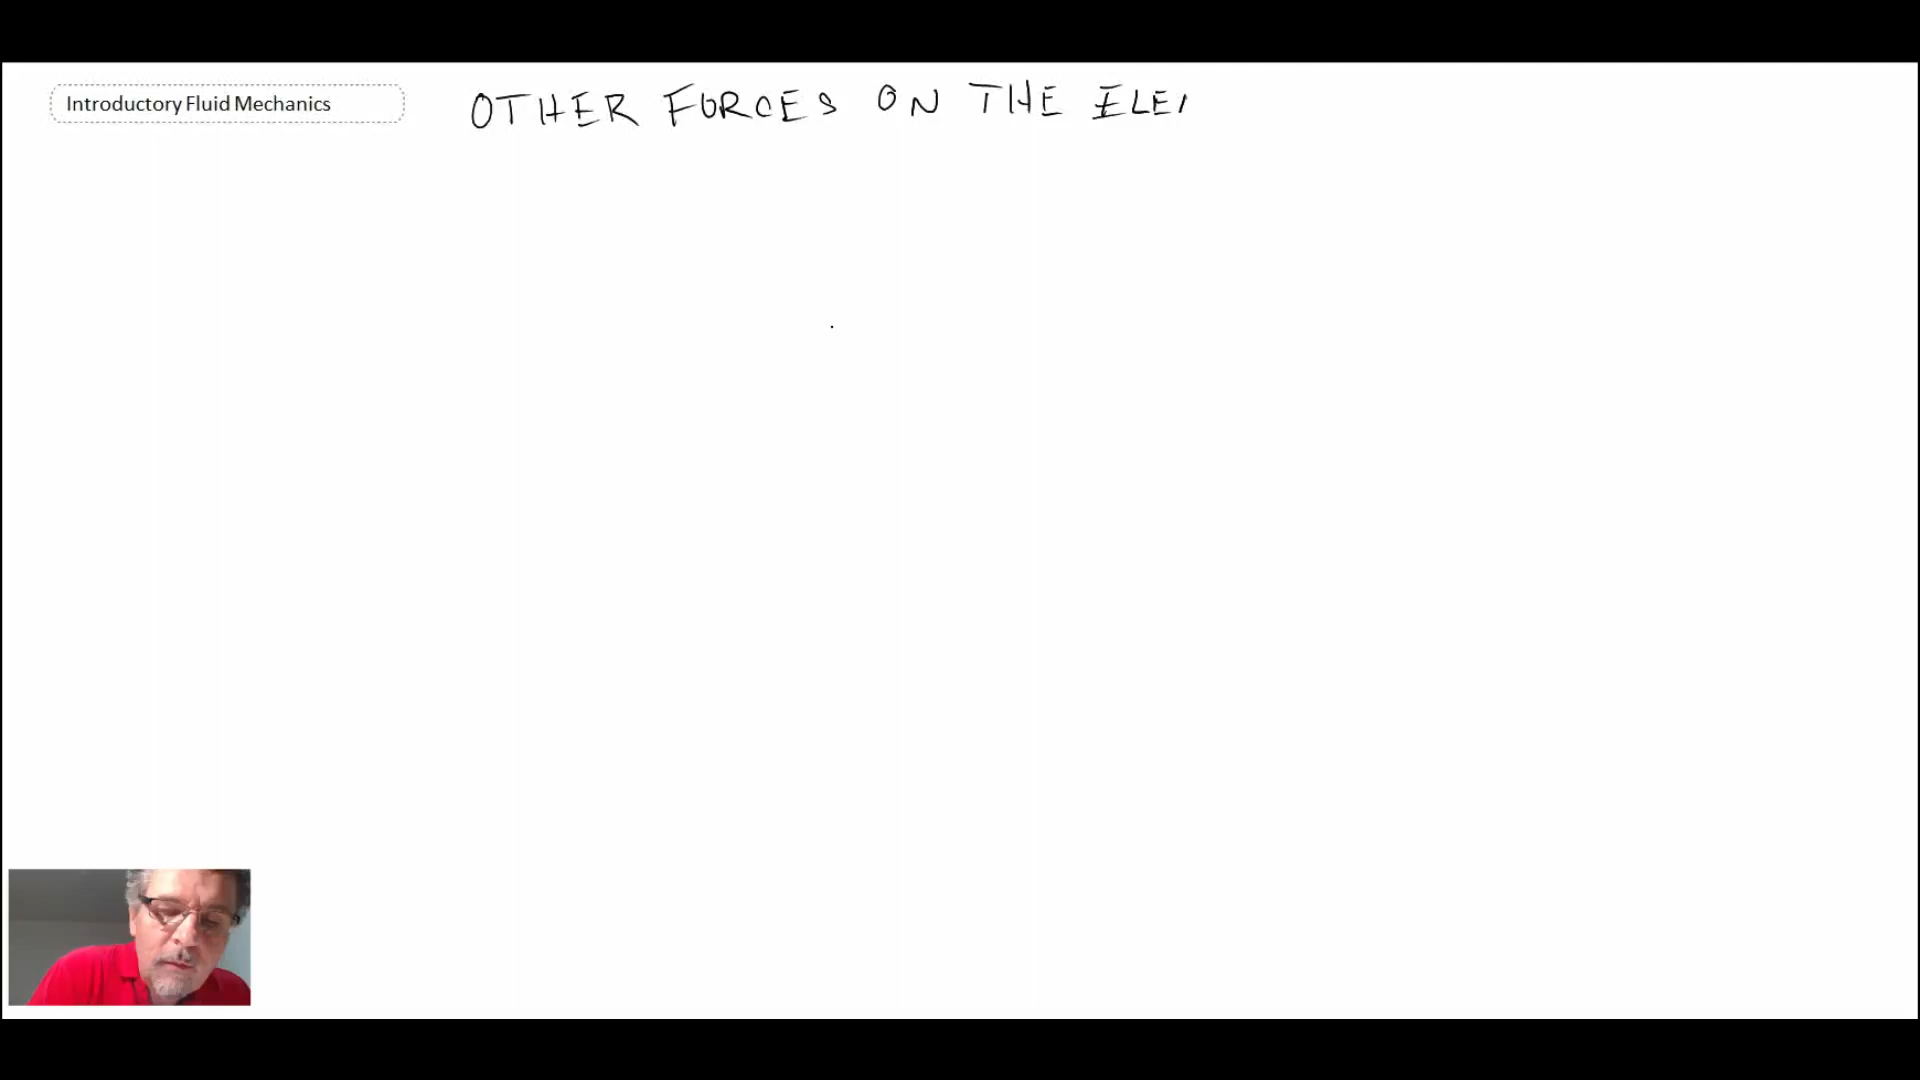 Introductory Fluid Mechanics
OTHER FORCES ON THE ELE